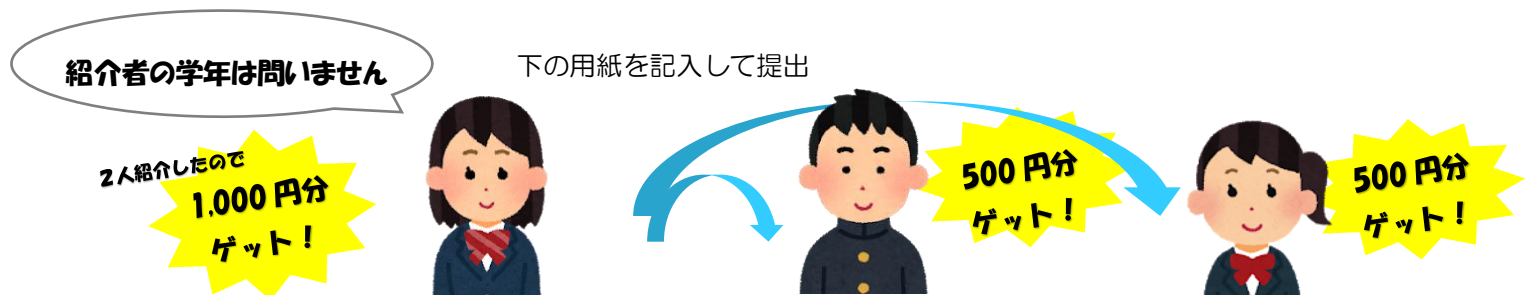 紹介者の学年は問いません
下の用紙を記入して提出
2人紹介したので
1,000円分
ゲット！
500円分
ゲット！
500円分
ゲット！